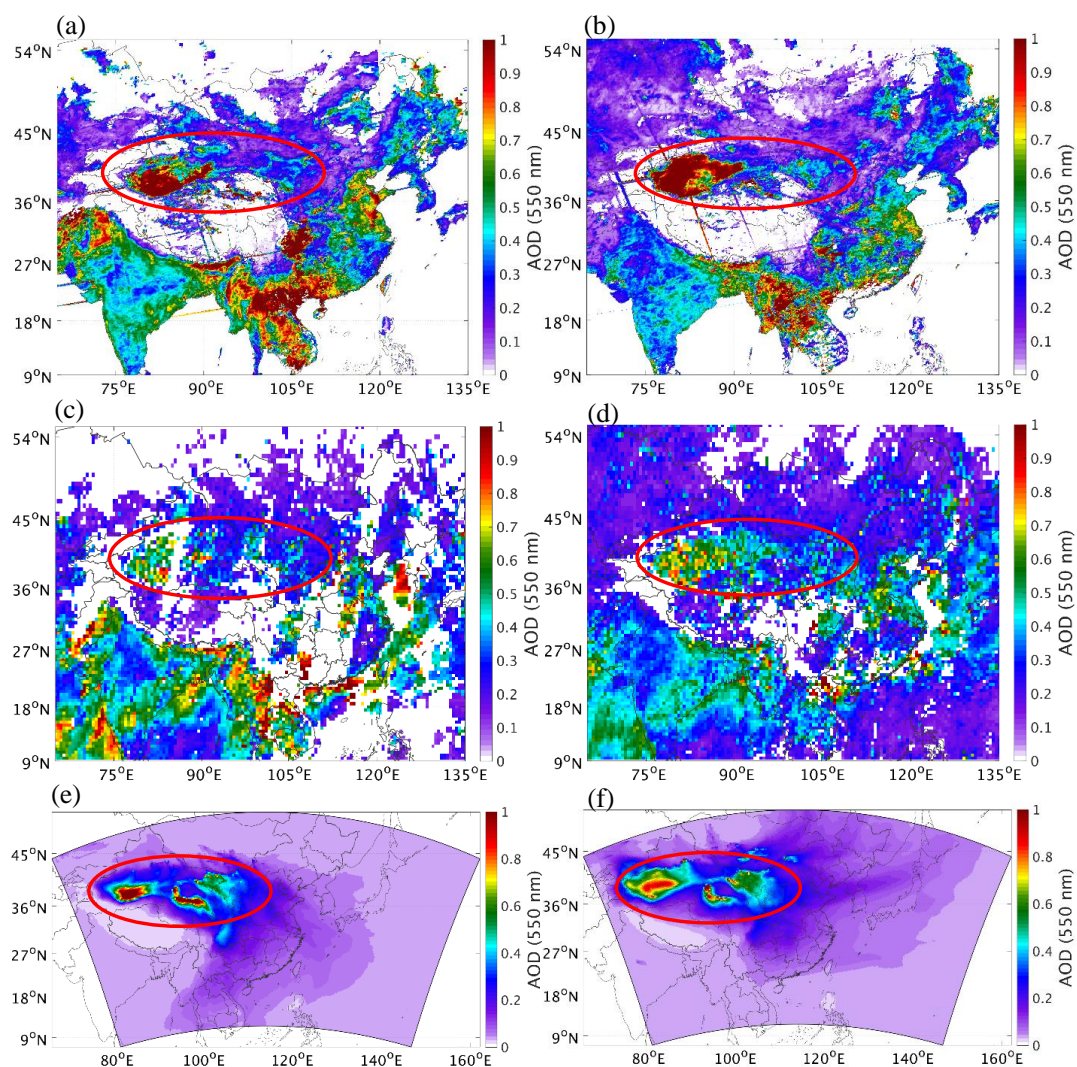 (a)
54°N
45°N
36°N
27°N
18°N
9°N
75°E 90°E 105°E 120°E 135°E
1
0.9
0.8
0.7
0.6
0.5
0.4
0.3
0.2
0.1
0
AOD (550 nm)
(b)
54°N
45°N
36°N
27°N
18°N
9°N
75°E 90°E 105°E 120°E 135°E
1
0.9
0.8
0.7
0.6
0.5
0.4
0.3
0.2
0.1
0
AOD (550 nm)
(c)
54°N
45°N
36°N
27°N
18°N
9°N
75°E 90°E 105°E 120°E 135°E
1
0.9
0.8
0.7
0.6
0.5
0.4
0.3
0.2
0.1
0
AOD (550 nm)
(d)
54°N
45°N
36°N
27°N
18°N
9°N
75°E 90°E 105°E 120°E 135°E
1
0.9
0.8
0.7
0.6
0.5
0.4
0.3
0.2
0.1
0
AOD (550 nm)
(e)
45°N
36°N
27°N
18°N
9°N
80°E 100°E 120°E 140°E 160°E
1
0.8
0.6
0.4
0.2
0
AOD (550 nm)
(f)
45°N
36°N
27°N
18°N
9°N
80°E 100°E 120°E 140°E 160°E
1
0.8
0.6
0.4
0.2
0
AOD (550 nm)